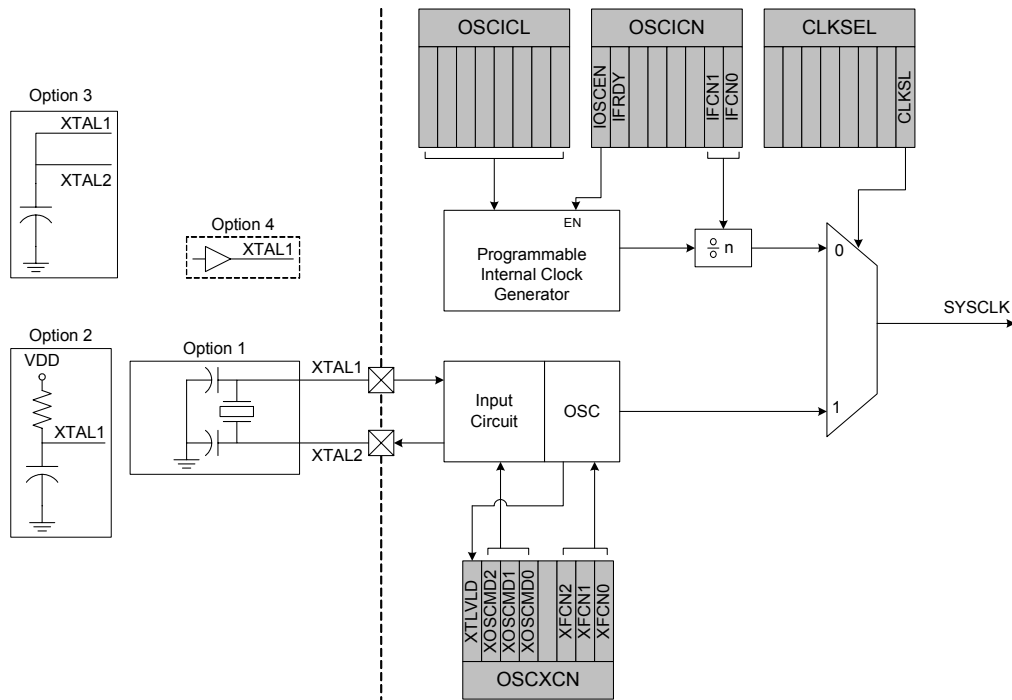 OSCICL
OSCICN
CLKSEL
IOSCEN
IFRDY
IFCN1
IFCN0
CLKSL
Option 3
XTAL1
XTAL2
Option 4
XTAL1
EN
Programmable
Internal Clock
Generator
n
0
SYSCLK
Option 2
VDD
XTAL1
Option 1
XTAL1
XTAL2
Input
Circuit
OSC
1
XTLVLD
XOSCMD2
XOSCMD1
XOSCMD0
XFCN2
XFCN1
XFCN0
OSCXCN